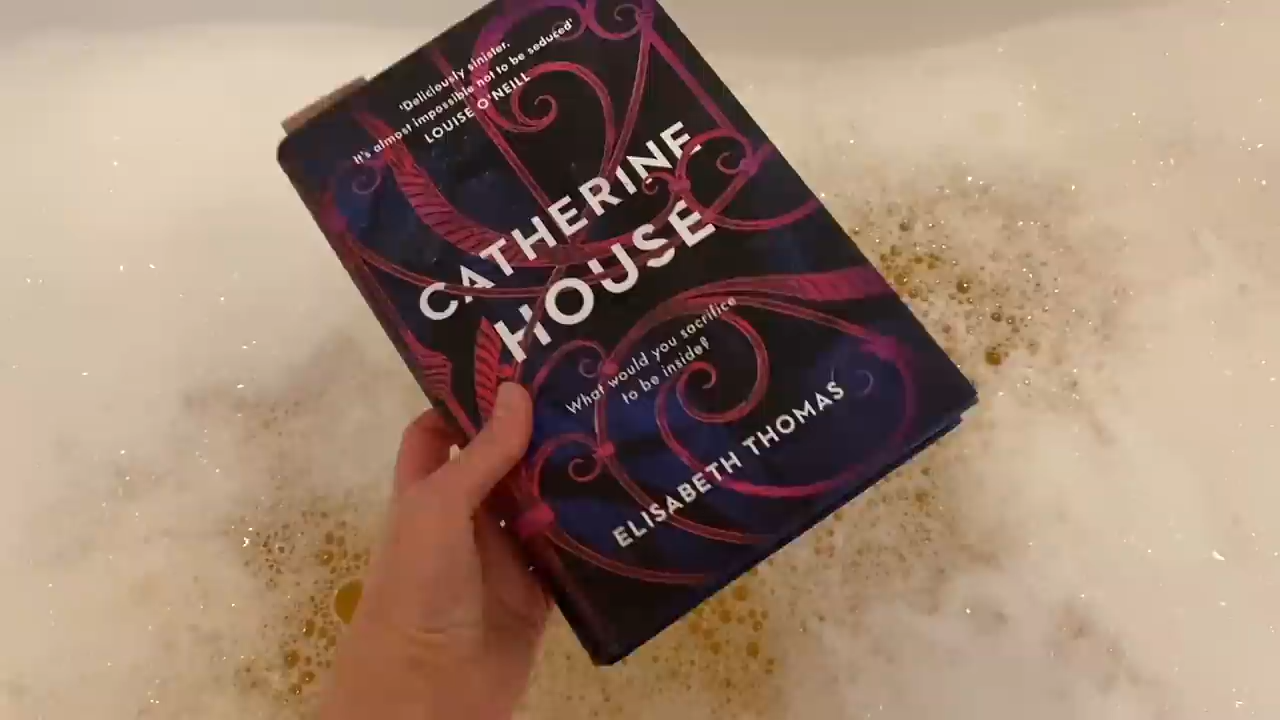 'Deliciously sinister.
It's almost impossible not to be seduced'
LOUISE O'NEILL
CATHERINE
HOUSE
What would you sacrifice
to be inside?
ELISABETH THOMAS